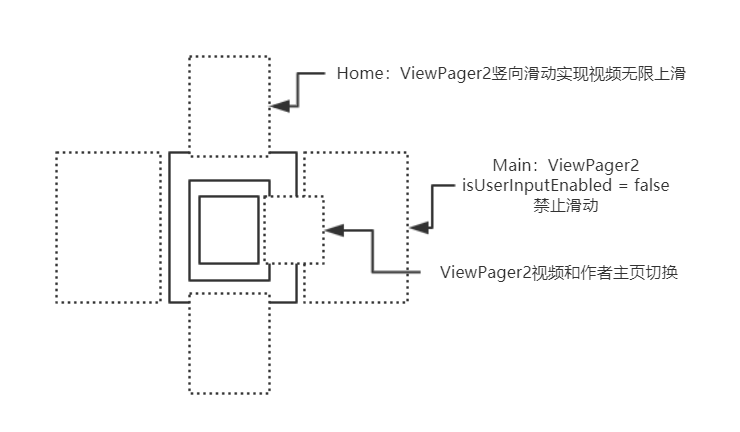 Home：ViewPager2竖向滑动实现视频无限上滑
Main：ViewPager2
isUserInputEnabled = false
禁止滑动
ViewPager2视频和作者主页切换